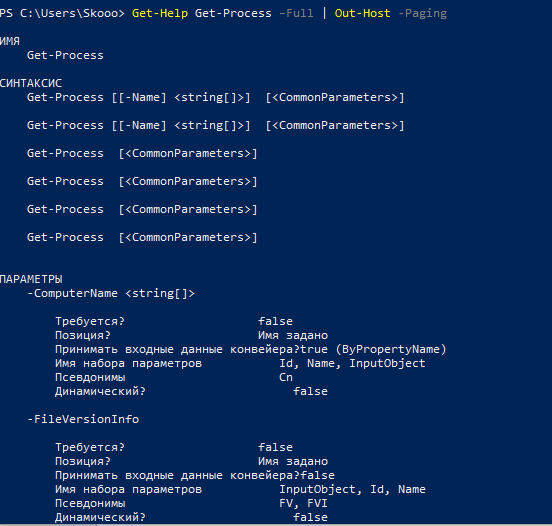 PS C:\Users\Skooo> Get-Help Get-Process -Full | Out-Host -Paging
ИМЯ
Get-Process
СИНТАКСИС
Get-Process [[-Name] <string[]>] [<CommonParameters>]
Get-Process [[-Name] <string[]>] [<CommonParameters>]
Get-Process [<CommonParameters>]
Get-Process [<CommonParameters>]
Get-Process [<CommonParameters>]
Get-Process [<CommonParameters>]
ПАРАМЕТРЫ
-ComputerName <string[]>
Требуется? false
Позиция? Имя задано
Принимать входные данные конвейера?true (ByPropertyName)
Имя набора параметров Id, Name, InputObject
Псевдонимы Cn
Динамический? false
-FileVersionInfo
Требуется? false
Позиция? Имя задано
Принимать входные данные конвейера?false
Имя набора параметров InputObject, Id, Name
Псевдонимы FV, FVI
Динамический? false